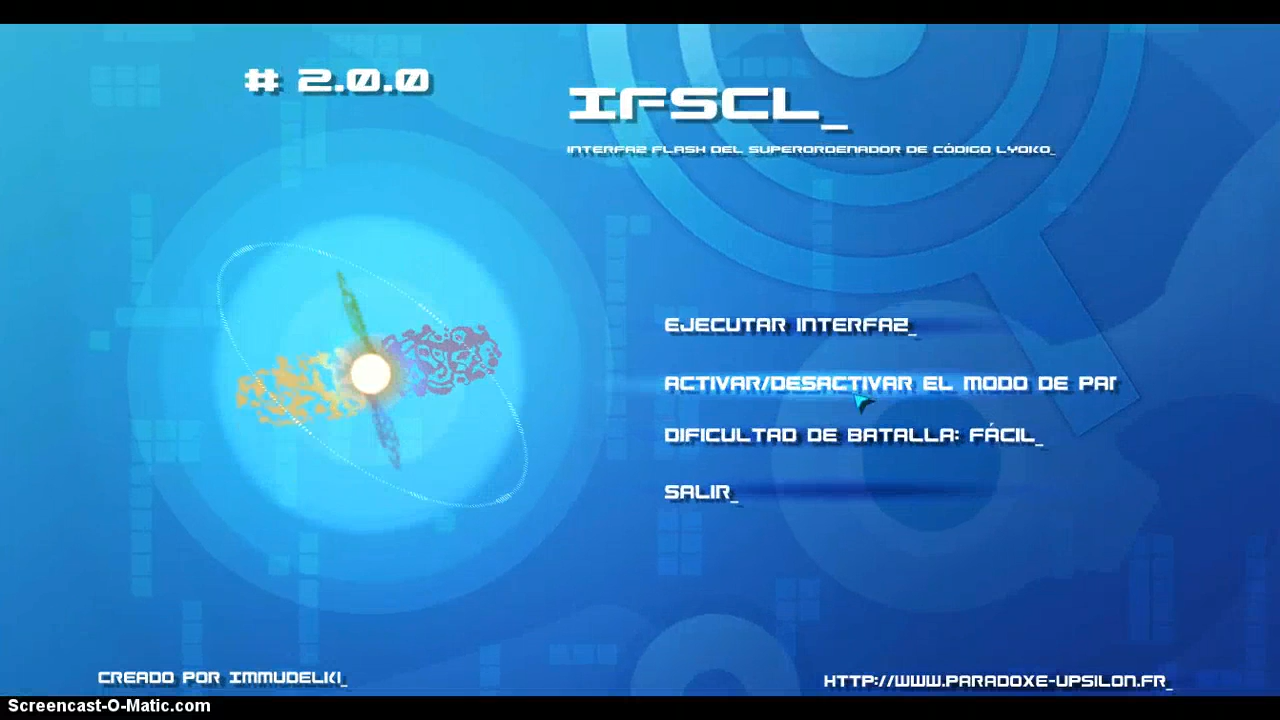 # 2.0.0
IFSCL_
INTERFAZ FLASH DEL SUPERORDENADOR DE CÓDIGO LYOKO_
EJECUTAR INTERFAZ_
ACTIVAR/DESACTIVAR EL MODO DE PAN
DIFICULTAD DE BATALLA: FÁCIL_
SALIR_
CREADO POR IMMUDELKI_
HTTP://WWW.PARADOXE-UPSILON.FR_
Screencast-O-Matic.com